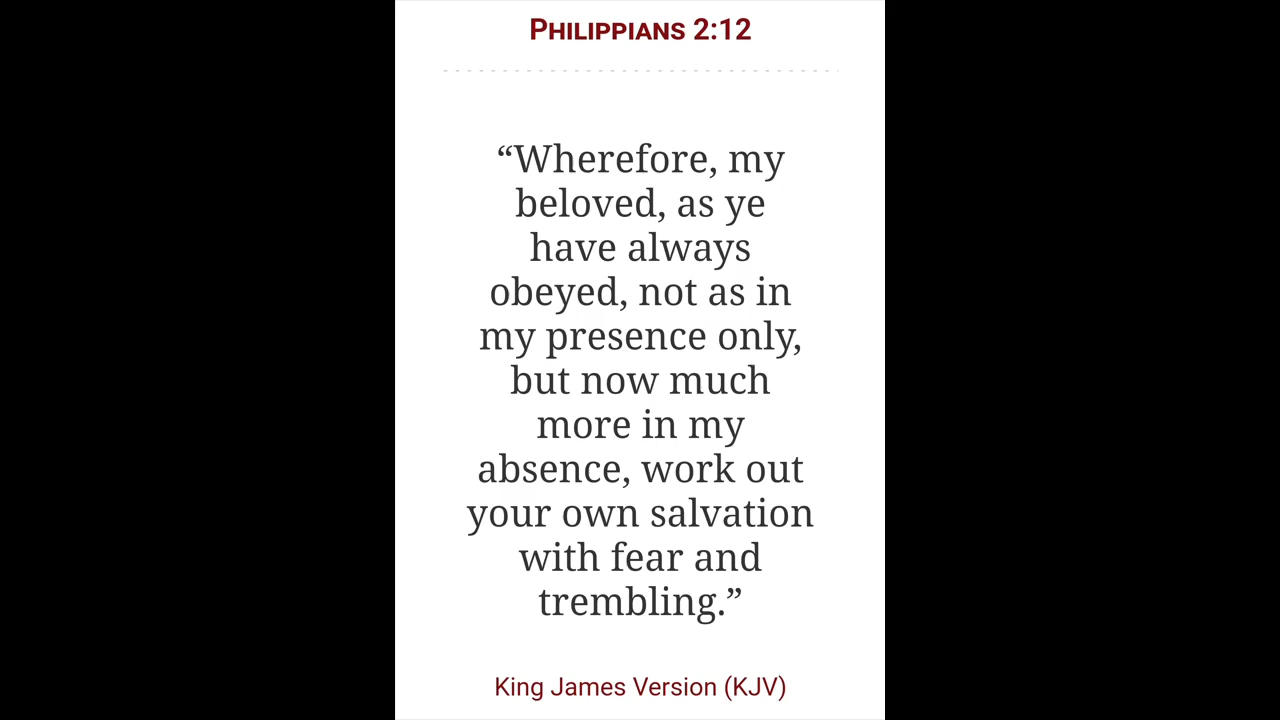 Philippians 2:12
“Wherefore, my
beloved, as ye
have always
obeyed, not as in
my presence only,
but now much
more in my
absence, work out
your own salvation
with fear and
trembling.”
King James Version (KJV)